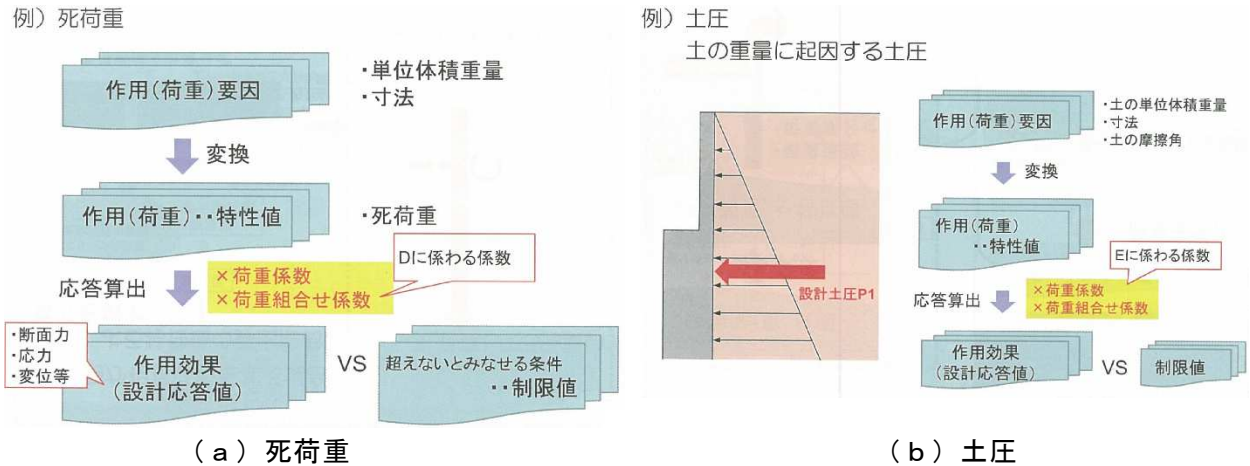 例）死荷重
作用(荷重)要因
・単位体積重量
・寸法
変換
作用(荷重)・・特性値
・死荷重
Dに係わる係数
応答算出
×荷重係数
×荷重組合せ係数
・断面力
・応力
・変位等
作用効果
(設計応答値)
VS
超えないとみなせる条件
・・制限値
（a）死荷重
例）土圧
土の重量に起因する土圧
設計土圧P1
作用(荷重)要因
・土の単位体積重量
・寸法
・土の摩擦角
変換
作用(荷重)
・・特性値
Eに係わる係数
応答算出
×荷重係数
×荷重組合せ係数
作用効果
(設計応答値)
VS
制限値
（b）土圧